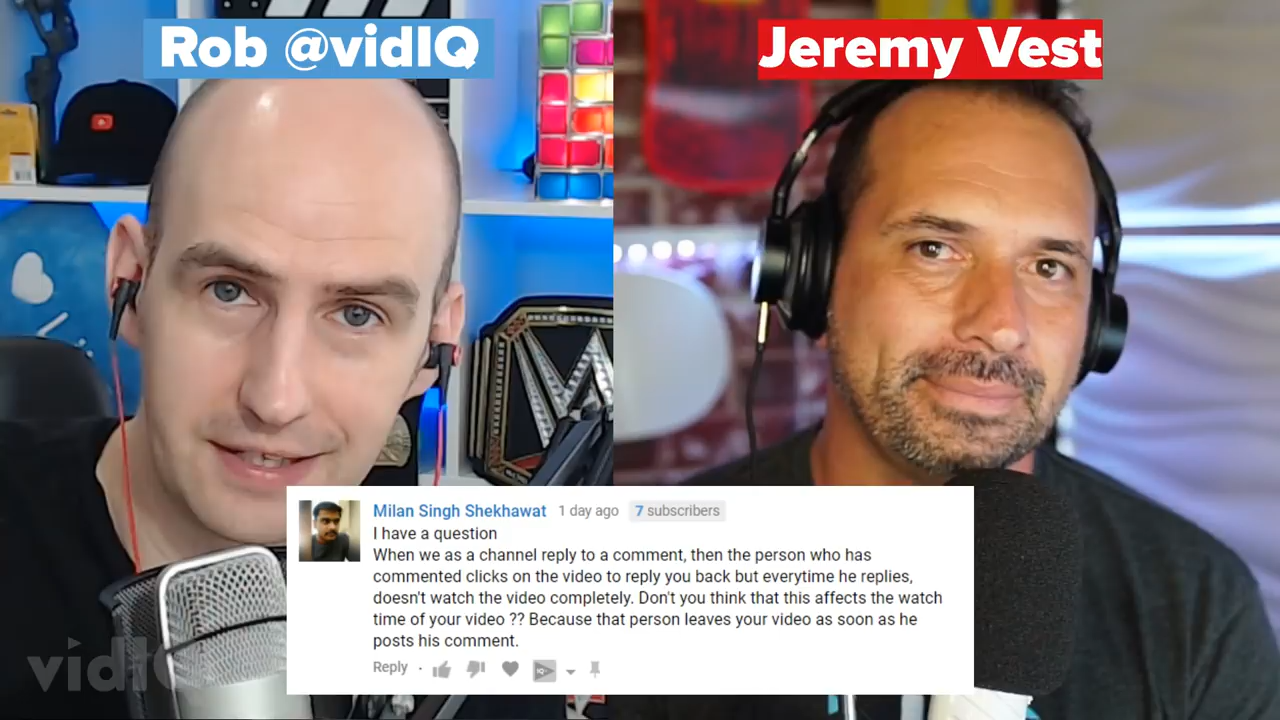 Rob @vidIQ
Jeremy Vest
Milan Singh Shekhawat 1 day ago 7 subscribers
I have a question
When we as a channel reply to a comment, then the person who has
commented clicks on the video to reply you back but everytime he replies,
doesn't watch the video completely. Don't you think that this affects the watch
time of your video ?? Because that person leaves your video as soon as he
posts his comment.
Reply
vidIQ